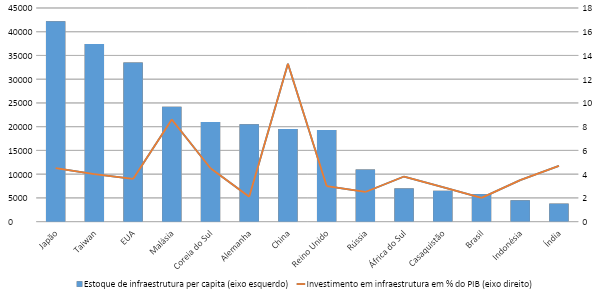 45000
40000
35000
30000
25000
20000
15000
10000
5000
0
18
16
14
12
10
8
6
4
2
0
Japão
Taiwan
EUA
Malásia
Coreia do Sul
Alemanha
China
Reino Unido
Rússia
África do Sul
Casaquistão
Brasil
Indonésia
Índia
Estoque de infraestrutura per capita (eixo esquerdo) Investimento em infraestrutura em % do PIB (eixo direito)